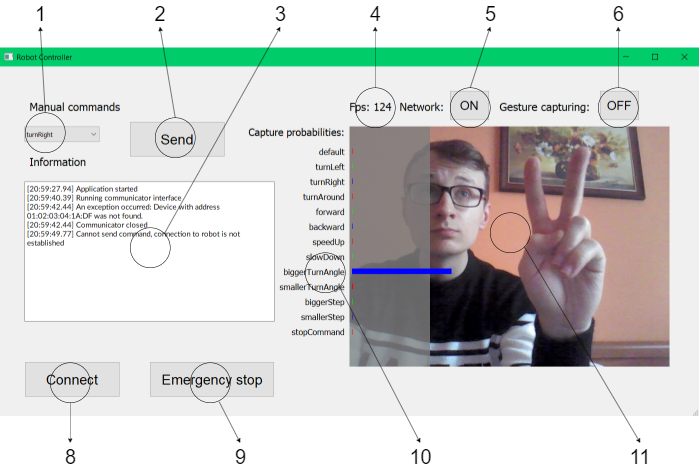 1 2 3 4 5 6
Robot Controller
Manual commands
Fps: 124 Network: ON Gesture capturing: OFF
turnRight
Send
Capture probabilities:
Information
default
turnLeft
turnRight
turnAround
forward
backward
speedUp
slowDown
biggerTurnAngle
smallerTurnAngle
biggerStep
smallerStep
stopCommand
[20:59:27.94] Application started
[20:59:40.39] Running communicator interface
[20:59:42.44] An exception occurred: Device with address
01:02:03:04:1A:DF was not found.
[20:59:42.44] Communicator closed
[20:59:49.77] Cannot send command, connection to robot is not
established
Connect
Emergency stop
8 9 10 11